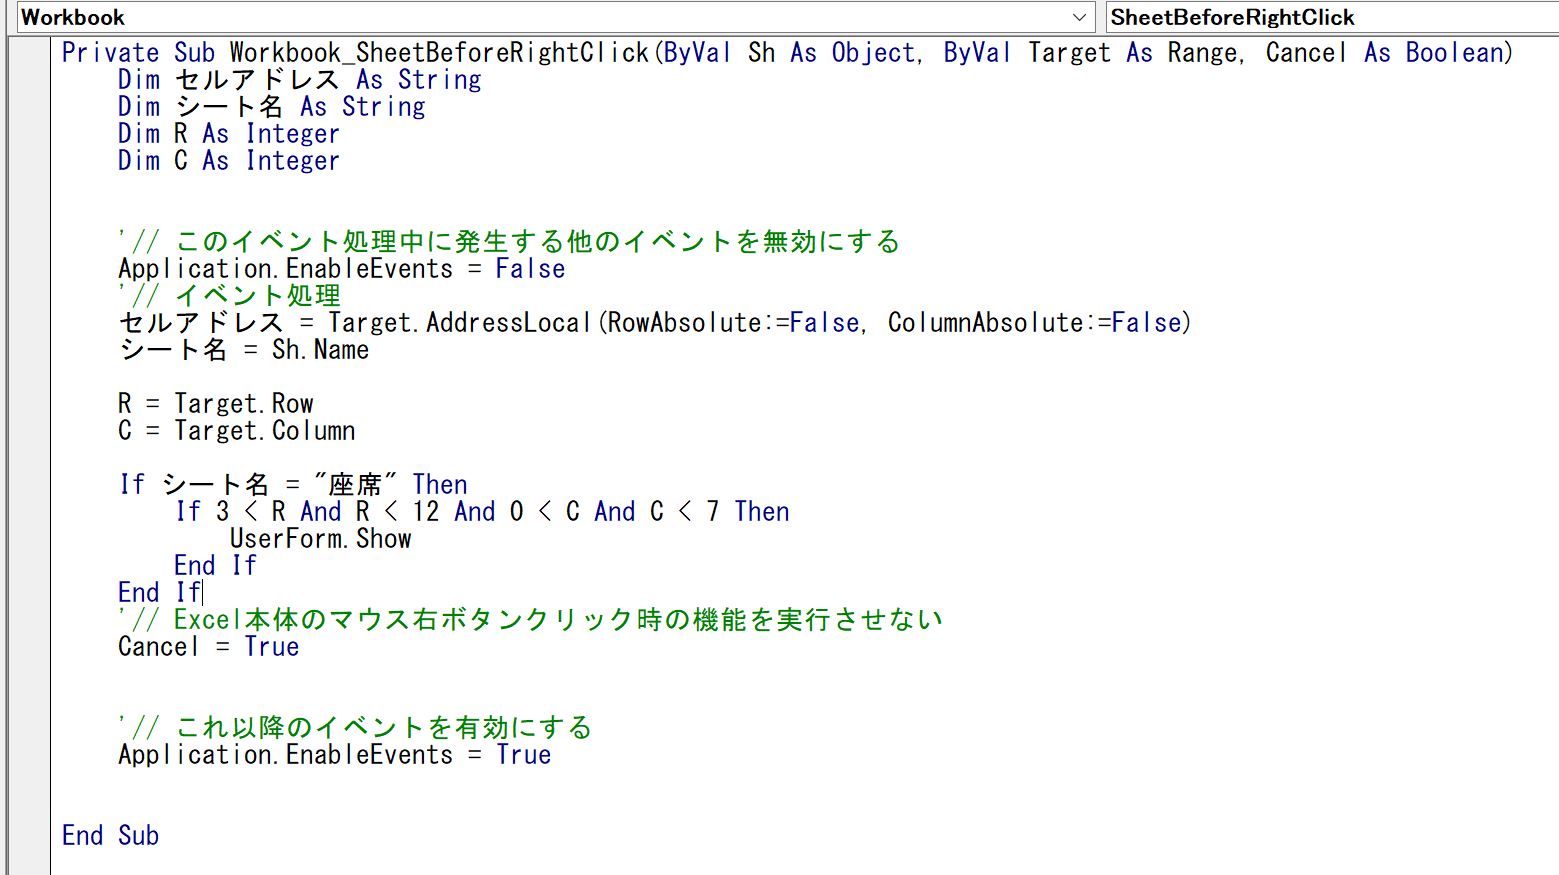 Workbook
SheetBeforeRightClick
Private Sub Workbook_SheetBeforeRightClick(ByVal Sh As Object, ByVal Target As Range, Cancel As Boolean)
Dim セルアドレス As String
Dim シート名 As String
Dim R As Integer
Dim C As Integer
'// このイベント処理中に発生する他のイベントを無効にする
Application.EnableEvents = False
'// イベント処理
セルアドレス = Target.AddressLocal(RowAbsolute:=False, ColumnAbsolute:=False)
シート名 = Sh.Name
R = Target.Row
C = Target.Column
If シート名 = "座席" Then
If 3 < R And R < 12 And 0 < C And C < 7 Then
UserForm.Show
End If
End If
'// Excel本体のマウス右ボタンクリック時の機能を実行させない
Cancel = True
'// これ以降のイベントを有効にする
Application.EnableEvents = True
End Sub